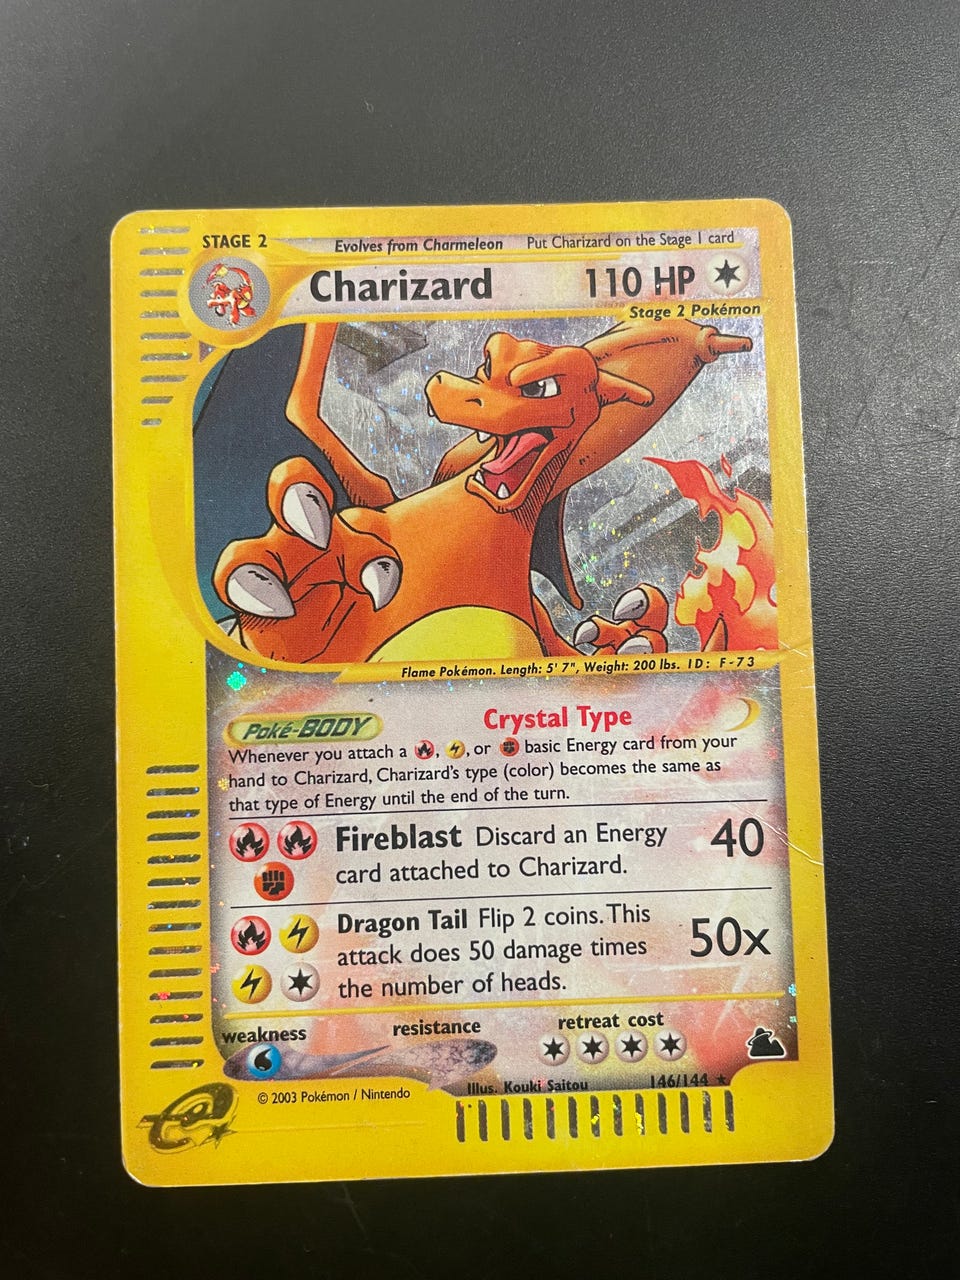 STAGE 2 Evolves from Charmeleon Put Charizard on the Stage 1 card
Charizard 110 HP
Stage 2 Pokémon
Flame Pokémon. Length: 5' 7", Weight: 200 lbs. ID: F-73
Poké-BODY Crystal Type
Whenever you attach a , , or basic Energy card from your
hand to Charizard, Charizard's type (color) becomes the same as
that type of Energy until the end of the turn.
Fireblast Discard an Energy 40
card attached to Charizard.
Dragon Tail Flip 2 coins. This
attack does 50 damage times 50x
the number of heads.
weakness resistance retreat cost
Illus. Kouki Saitou 146/144
© 2003 Pokémon / Nintendo
e